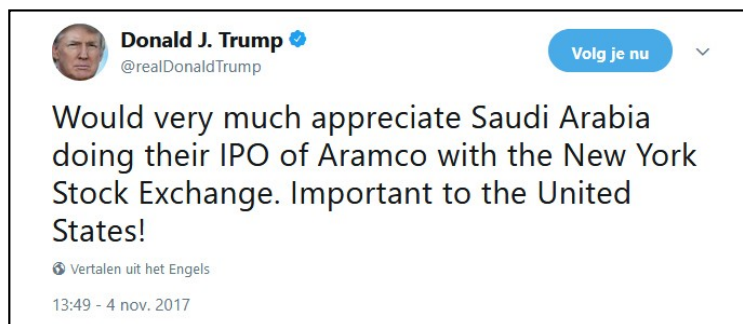 Donald J. Trump
@realDonaldTrump
Volg je nu
Would very much appreciate Saudi Arabia
doing their IPO of Aramco with the New York
Stock Exchange. Important to the United
States!
Vertalen uit het Engels
13:49 - 4 nov. 2017